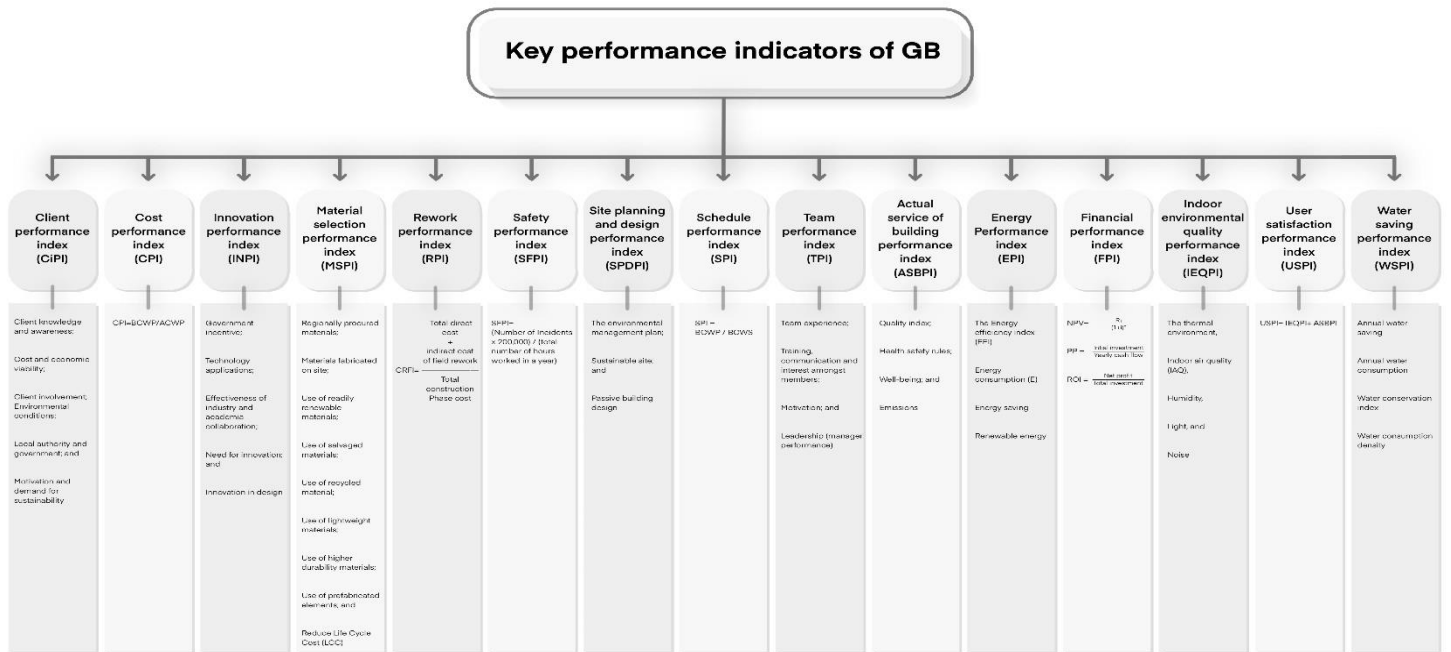 Key performance indicators of GB
Client
performance
index
(CiPI)
Cost
performance
index
(CPI)
Innovation
performance
index
(INPI)
Material
selection
performance
index
(MSPI)
Rework
performance
index
(RPI)
Safety
performance
index
(SFPI)
Site planning
and design
performance
index
(SPDPI)
Schedule
performance
index
(SPI)
Team
performance
index
(TPI)
Actual
service of
building
performance
index
(ASBPI)
Energy
Performance
index
(EPI)
Financial
performance
index
(FPI)
Indoor
environmental
quality
performance
index
(IEQPI)
User
satisfaction
performance
index
(USPI)
Water
saving
performance
index
(WSPI)
Client knowledge
and awareness;
Cost and economic
viability;
Client involvement;
Environmental
conditions;
Local authority and
government; and
Motivation and
demand for
sustainability
CPI=BCWP/ACWP
Government
incentive;
Technology
applications;
Effectiveness of
industry and
academia
collaboration;
Need for innovation;
and
Innovation in design
Regionally procured
materials;
Materials fabricated
on site;
Use of readily
renewable
materials;
Use of salvaged
materials;
Use of recycled
material;
Use of lightweight
materials;
Use of higher
durability materials;
Use of prefabricated
elements, and
Reduce Life Cycle
Cost (LCC)
Total direct
cost
+
indirect cost
of field rework
CRFI=
Total
construction
Phase cost
SFPI=
(Number of Incidents
x 200,000) / (total
number of hours
worked in a year)
The environmental
management plan;
Sustainable site,
and
Passive building
design
SPI =
BCWP / BCWS
Team experience;
Training,
communication and
interest amongst
members;
Motivation; and
Leadership (manager
performance)
Quality index;
Health safety rules;
Well-being; and
Emissions
The Energy
efficiency index
(EEI)
Energy
consumption (E)
Energy saving
Renewable energy
NPV=
PP = Total investment
Yearly cash flow
ROI = Net profit
Total investment
The thermal
environment,
Indoor air quality
(IAQ),
Humidity,
Light, and
Noise
USPI= IEQPI+ ASBPI
Annual water
saving
Annual water
consumption
Water conservation
index
Water consumption
density